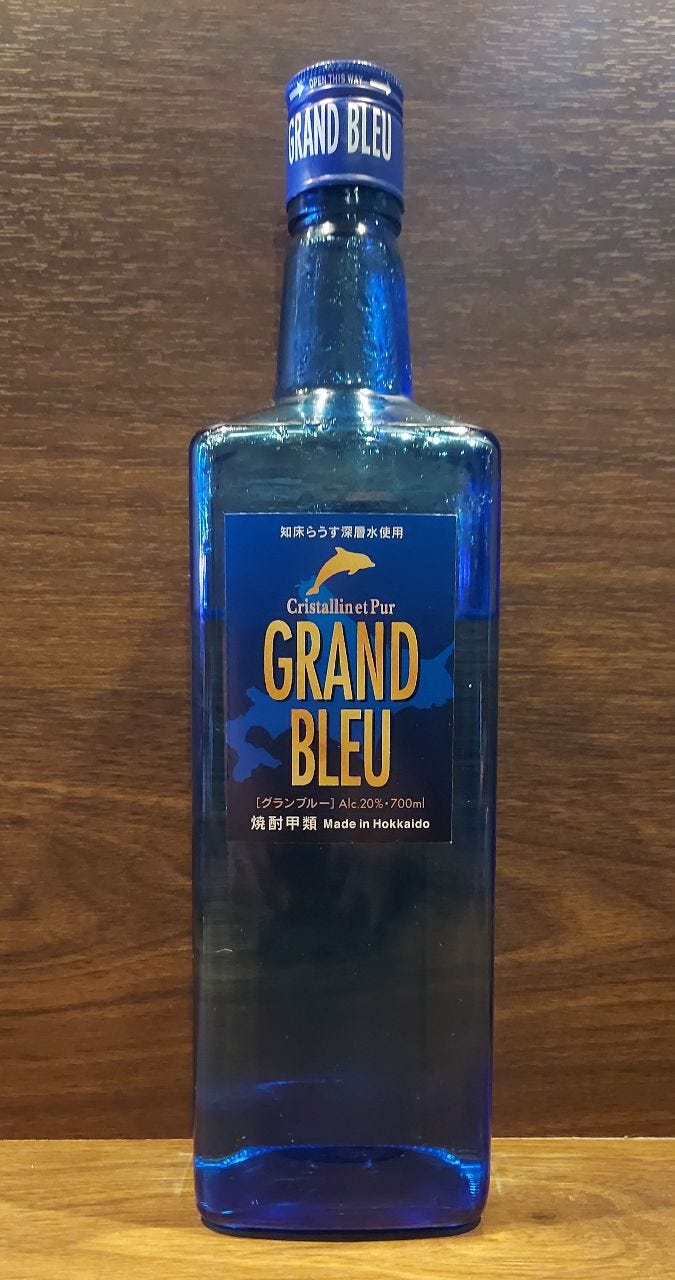 OPEN THIS WAY
GRAND BLEU
知床らうす深層水使用
Cristallin et Pur
GRAND
BLEU
[グランブルー] Alc.20%・700ml
焼酎甲類 Made in Hokkaido